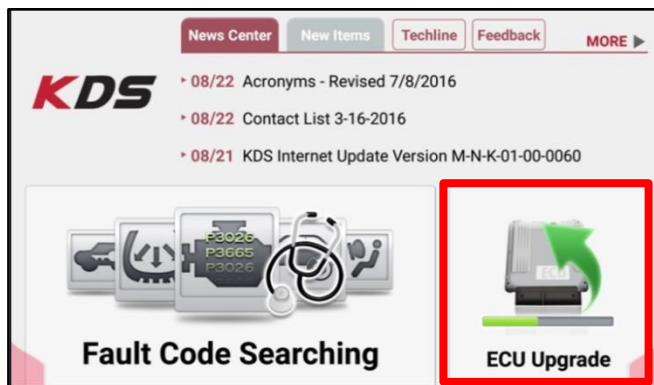 News Center New Items Techline Feedback MORE ▶
KDS
08/22 Acronyms - Revised 7/8/2016
08/22 Contact List 3-16-2016
08/21 KDS Internet Update Version M-N-K-01-00-0060
P3026
P3665
P3026
ECU
Fault Code Searching
ECU Upgrade